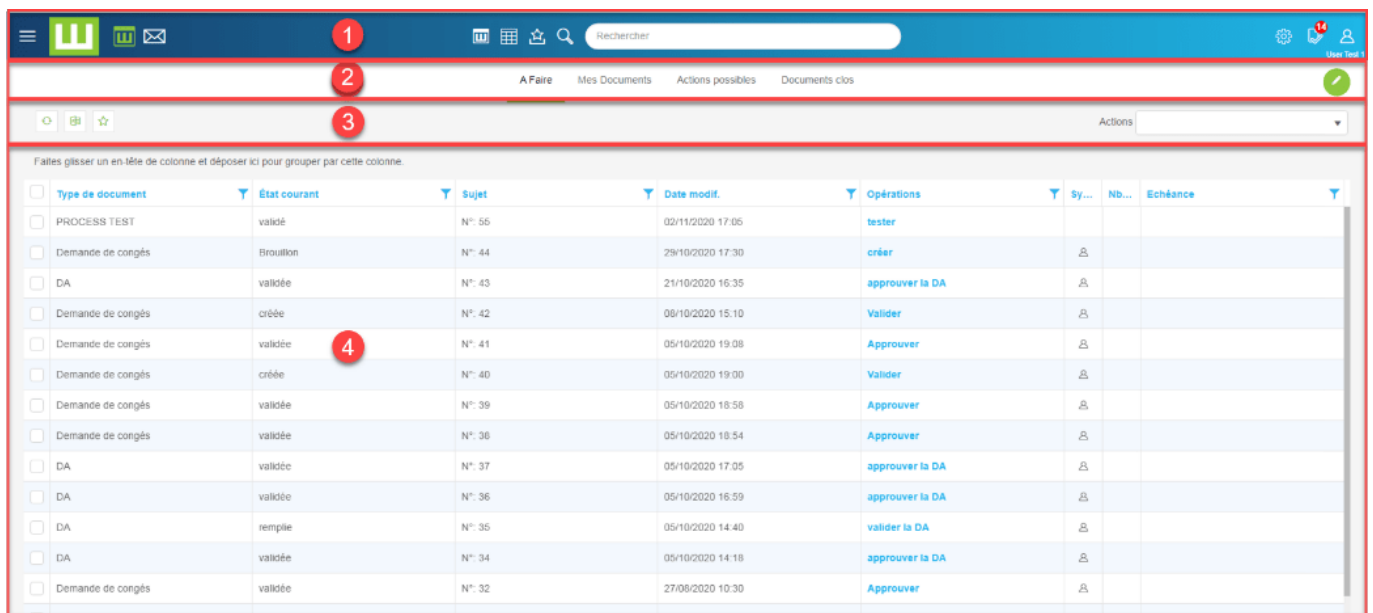 1 Rechercher 14
User Test 1
2 A Faire Mes Documents Actions possibles Documents clos
3 Actions
Faites glisser un en-tête de colonne et déposer ici pour grouper par cette colonne.
Type de document État courant Sujet Date modif. Opérations Sy... Nb... Echéance
PROCESS TEST validé N°: 55 02/11/2020 17:05 tester
Demande de congés Brouillon N°: 44 29/10/2020 17:30 créer
DA validée N°: 43 21/10/2020 16:35 approuver la DA
Demande de congés créée N°: 42 08/10/2020 15:10 Valider
Demande de congés validée 4 N°: 41 05/10/2020 19:08 Approuver
Demande de congés créée N°: 40 05/10/2020 19:00 Valider
Demande de congés validée N°: 39 05/10/2020 18:58 Approuver
Demande de congés validée N°: 38 05/10/2020 18:54 Approuver
DA validée N°: 37 05/10/2020 17:05 approuver la DA
DA validée N°: 36 05/10/2020 16:59 approuver la DA
DA remplie N°: 35 05/10/2020 14:40 valider la DA
DA validée N°: 34 05/10/2020 14:18 approuver la DA
Demande de congés validée N°: 32 27/08/2020 10:30 Approuver